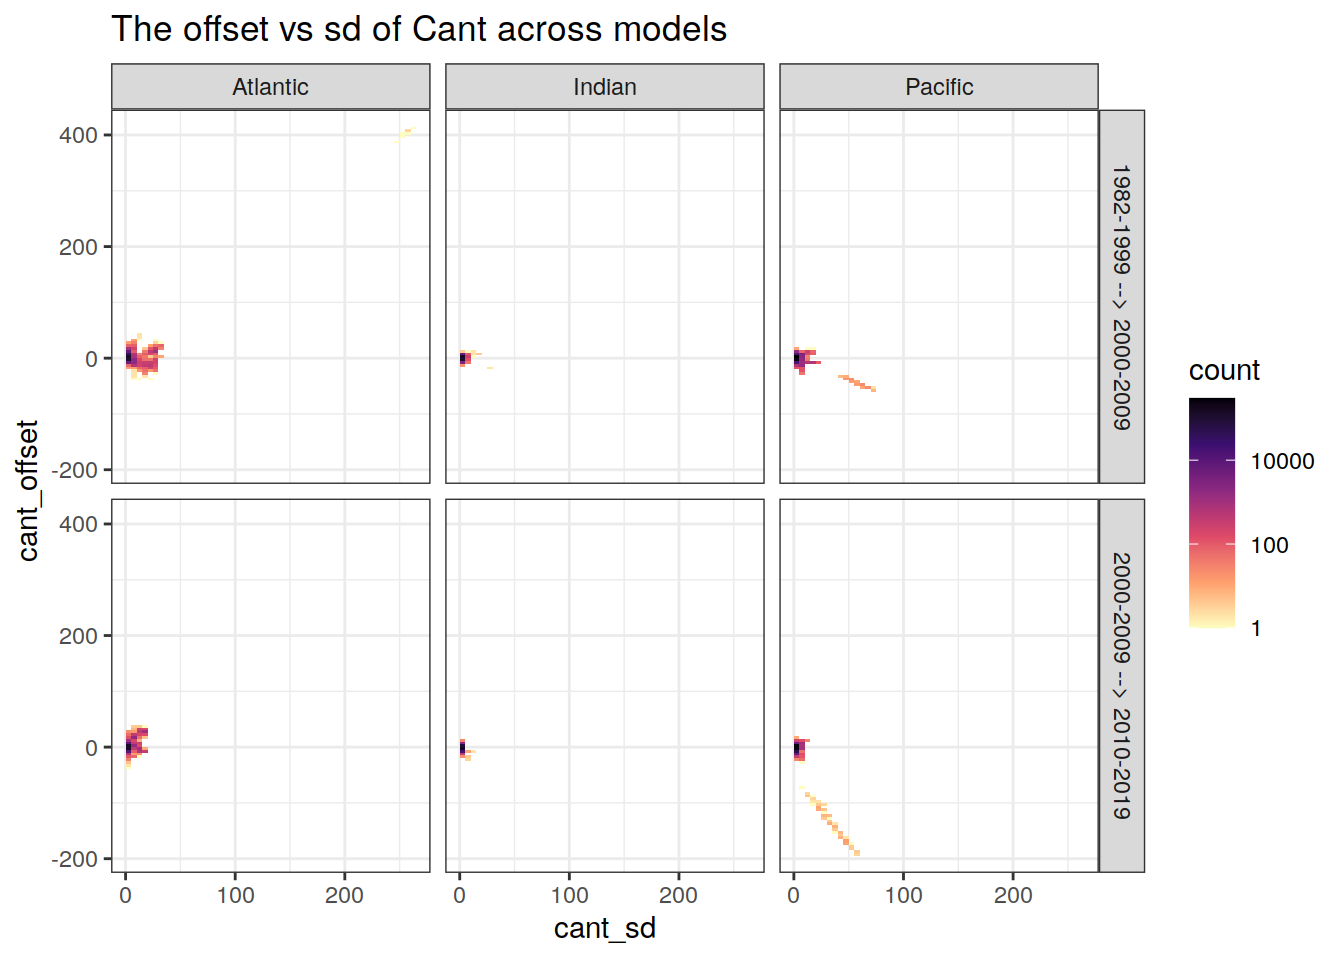 The offset vs sd of Cant across models
Atlantic
Indian
Pacific
400
200
0
-200
1982-1999 --> 2000-2009
400
200
0
-200
2000-2009 --> 2010-2019
0 100 200
0 100 200
0 100 200
cant_sd
cant_offset
count
10000
100
1